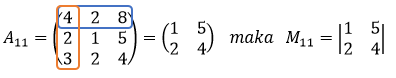 A₁₁ = (4 2 8
2 1 5
3 2 4) = (1 5
2 4) maka M₁₁ = |1 5
2 4|